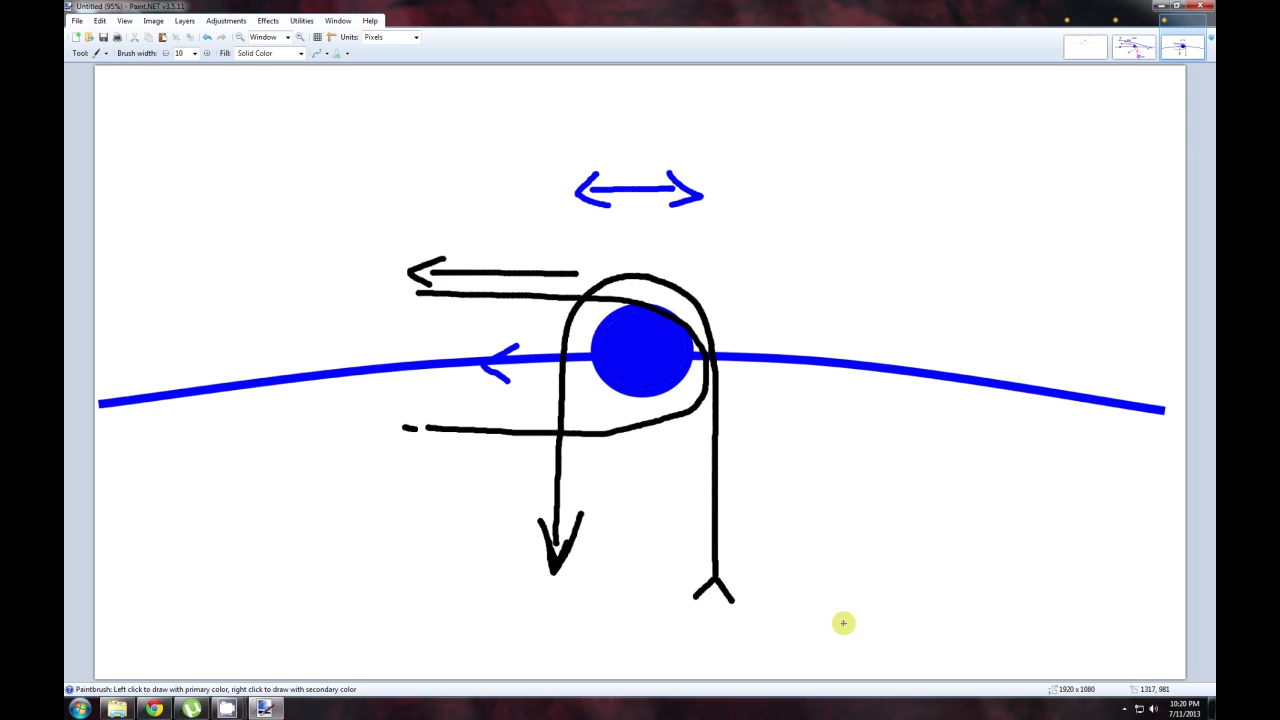 Untitled (95%) - Paint.NET v3.5.11
File Edit View Image Layers Adjustments Effects Utilities Window Help
Window Units: Pixels
Tool: Brush width: 10 Fill: Solid Color
Paintbrush: Left click to draw with primary color, right click to draw with secondary color 1920 x 1080 1317, 981
10:20 PM
7/11/2013